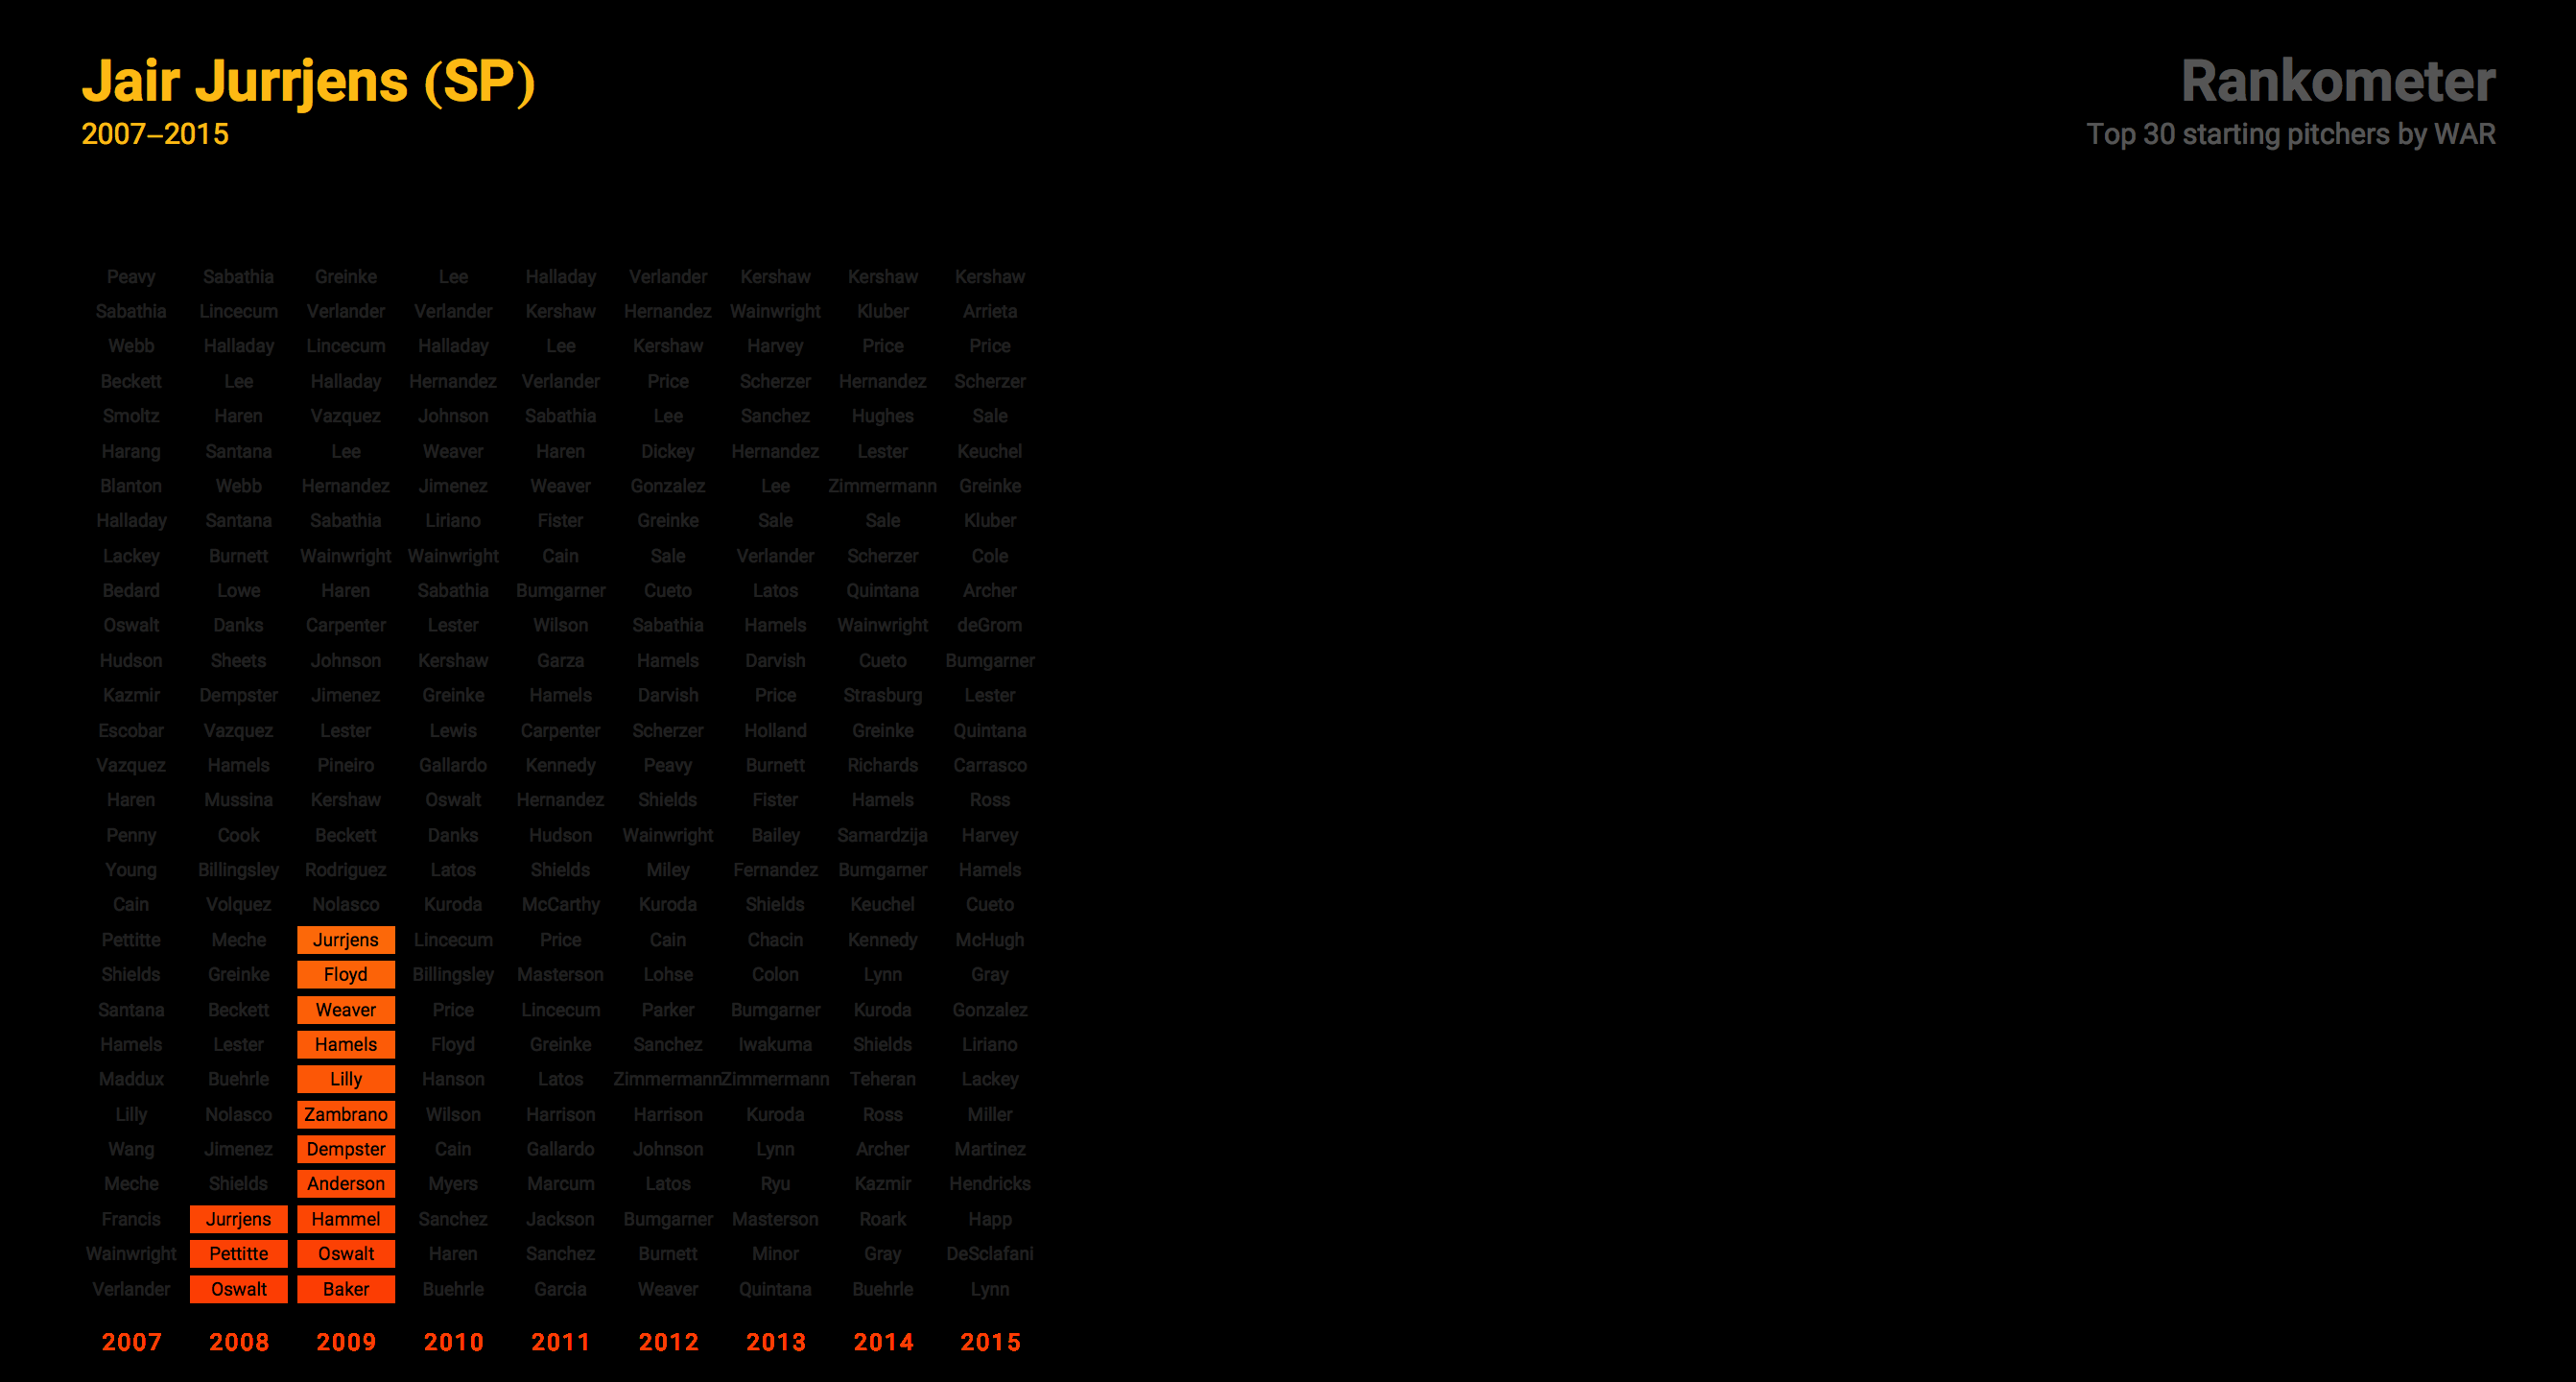 Jair Jurrjens (SP)
2007–2015
Rankometer
Top 30 starting pitchers by WAR
Peavy Sabathia Greinke Lee Halladay Verlander Kershaw Kershaw Kershaw
Sabathia Lincecum Verlander Verlander Kershaw Hernandez Wainwright Kluber Arrieta
Webb Halladay Lincecum Halladay Lee Kershaw Harvey Price Price
Beckett Lee Halladay Hernandez Verlander Price Scherzer Hernandez Scherzer
Smoltz Haren Vazquez Johnson Sabathia Lee Sanchez Hughes Sale
Harang Santana Lee Weaver Haren Dickey Hernandez Lester Keuchel
Blanton Webb Hernandez Jimenez Weaver Gonzalez Lee Zimmermann Greinke
Halladay Santana Sabathia Liriano Fister Greinke Sale Sale Kluber
Lackey Burnett Wainwright Wainwright Cain Sale Verlander Scherzer Cole
Bedard Lowe Haren Sabathia Bumgarner Cueto Latos Quintana Archer
Oswalt Danks Carpenter Lester Wilson Sabathia Hamels Wainwright deGrom
Hudson Sheets Johnson Kershaw Garza Hamels Darvish Cueto Bumgarner
Kazmir Dempster Jimenez Greinke Hamels Darvish Price Strasburg Lester
Escobar Vazquez Lester Lewis Carpenter Scherzer Holland Greinke Quintana
Vazquez Hamels Pineiro Gallardo Kennedy Peavy Burnett Richards Carrasco
Haren Mussina Kershaw Oswalt Hernandez Shields Fister Hamels Ross
Penny Cook Beckett Danks Hudson Wainwright Bailey Samardzija Harvey
Young Billingsley Rodriguez Latos Shields Miley Fernandez Bumgarner Hamels
Cain Volquez Nolasco Kuroda McCarthy Kuroda Shields Keuchel Cueto
Pettitte Meche Jurrjens Lincecum Price Cain Chacin Kennedy McHugh
Shields Greinke Floyd Billingsley Masterson Lohse Colon Lynn Gray
Santana Beckett Weaver Price Lincecum Parker Bumgarner Kuroda Gonzalez
Hamels Lester Hamels Floyd Greinke Sanchez Iwakuma Shields Liriano
Maddux Buehrle Lilly Hanson Latos Zimmermann Zimmermann Teheran Lackey
Lilly Nolasco Zambrano Wilson Harrison Harrison Kuroda Ross Miller
Wang Jimenez Dempster Cain Gallardo Johnson Lynn Archer Martinez
Meche Shields Anderson Myers Marcum Latos Ryu Kazmir Hendricks
Francis Jurrjens Hammel Sanchez Jackson Bumgarner Masterson Roark Happ
Wainwright Pettitte Oswalt Haren Sanchez Burnett Minor Gray DeSclafani
Verlander Oswalt Baker Buehrle Garcia Weaver Quintana Buehrle Lynn
2007 2008 2009 2010 2011 2012 2013 2014 2015